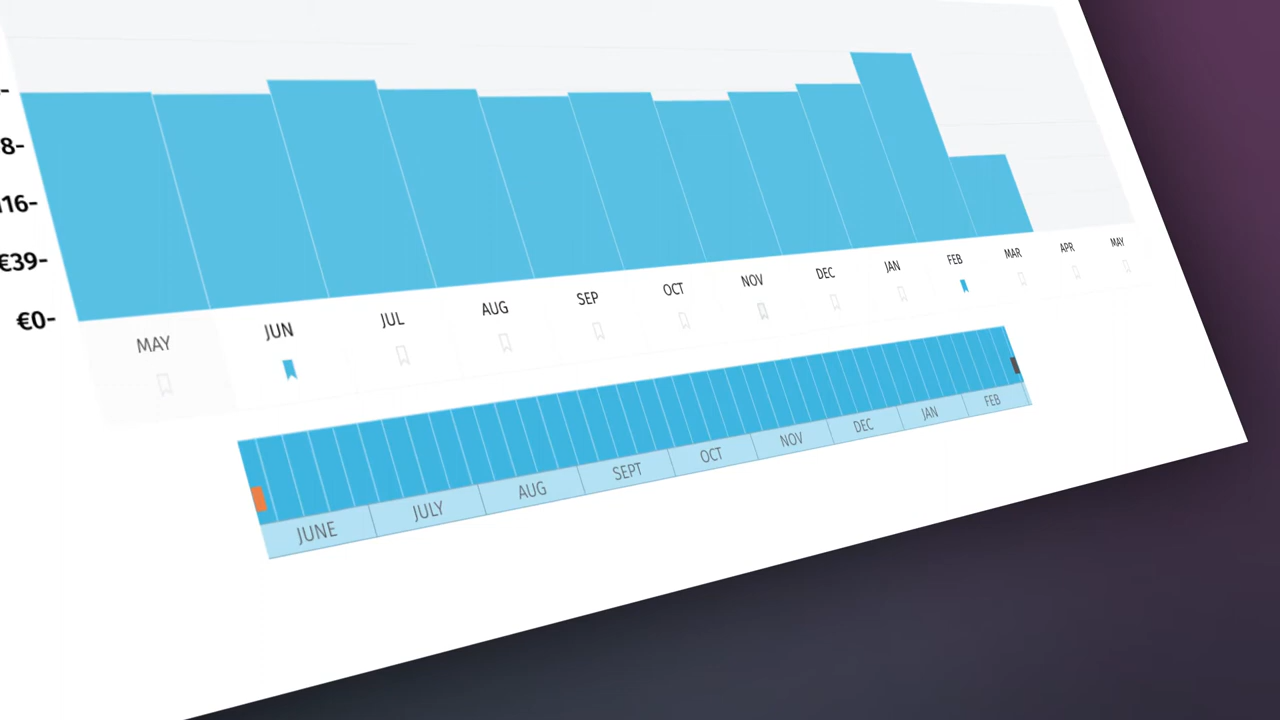 8-
116-
€39-
€0-
MAY JUN JUL AUG SEP OCT NOV DEC JAN FEB MAR APR MAY
JUNE JULY AUG SEPT OCT NOV DEC JAN FEB